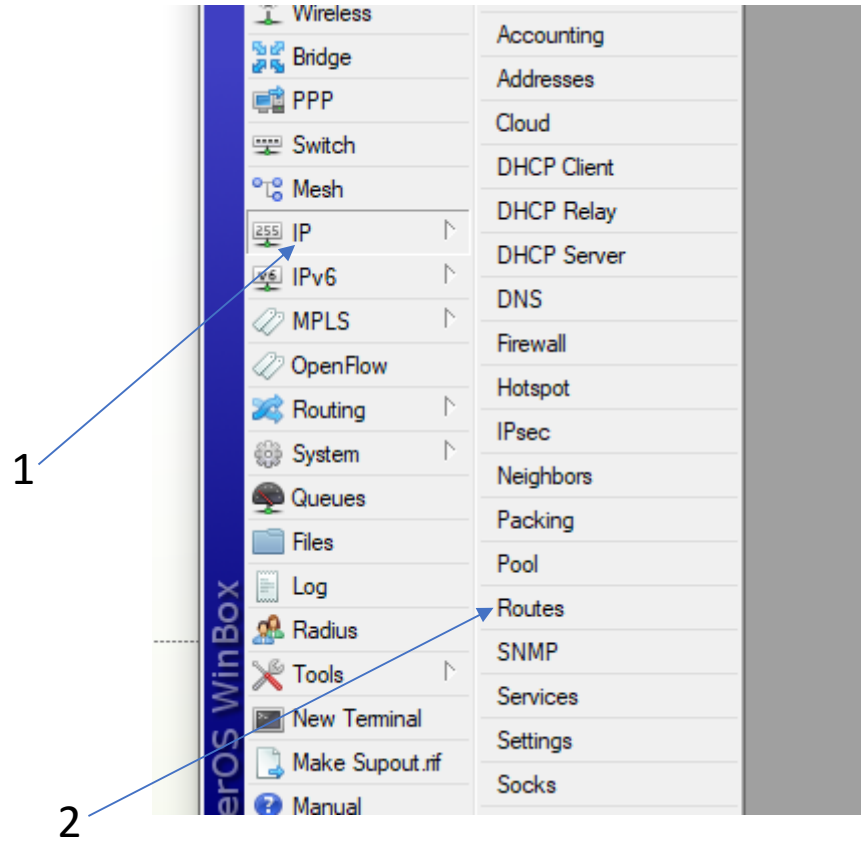 Wireless
Bridge
PPP
Switch
Mesh
255 IP
v6 IPv6
MPLS
OpenFlow
Routing
System
Queues
Files
Log
Radius
Tools
New Terminal
Make Supout.rif
Manual
Accounting
Addresses
Cloud
DHCP Client
DHCP Relay
DHCP Server
DNS
Firewall
Hotspot
IPsec
Neighbors
Packing
Pool
Routes
SNMP
Services
Settings
Socks
1
2
erOS WinBox